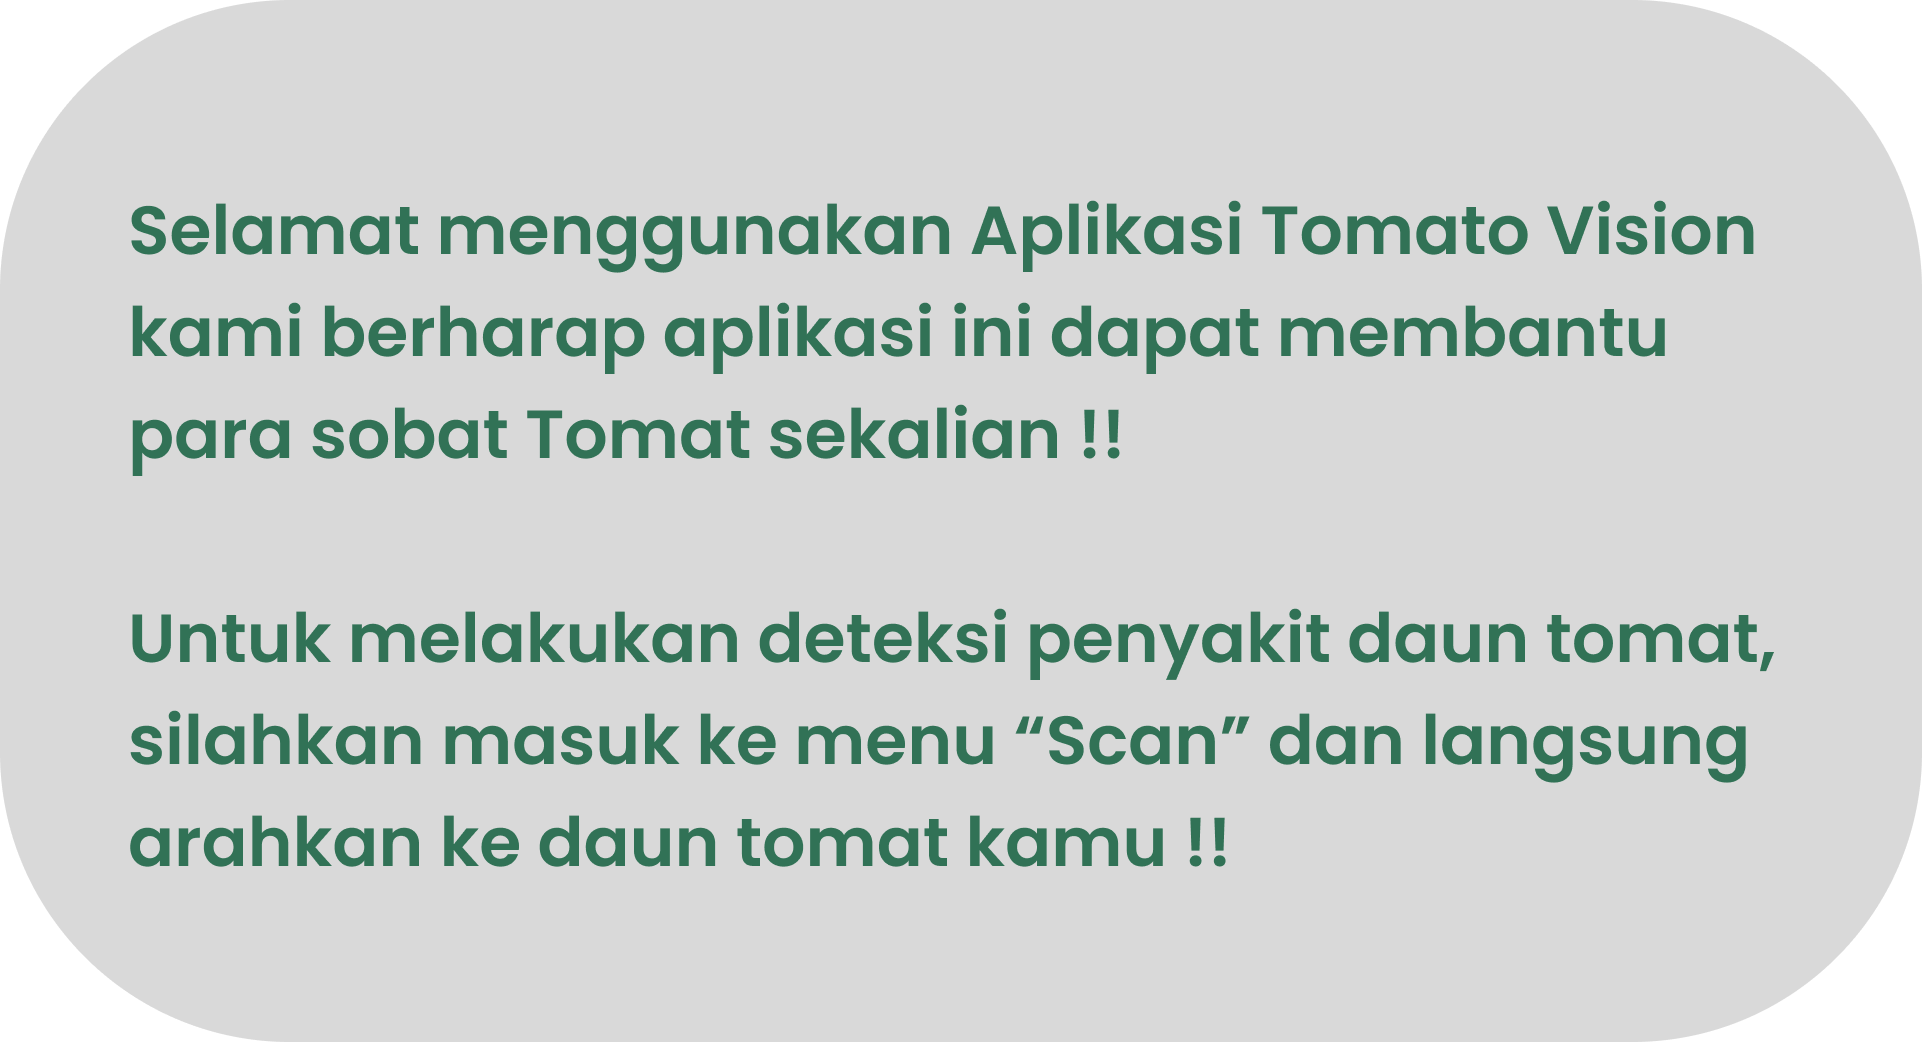 Selamat menggunakan Aplikasi Tomato Vision
kami berharap aplikasi ini dapat membantu
para sobat Tomat sekalian !!
Untuk melakukan deteksi penyakit daun tomat,
silahkan masuk ke menu “Scan” dan langsung
arahkan ke daun tomat kamu !!